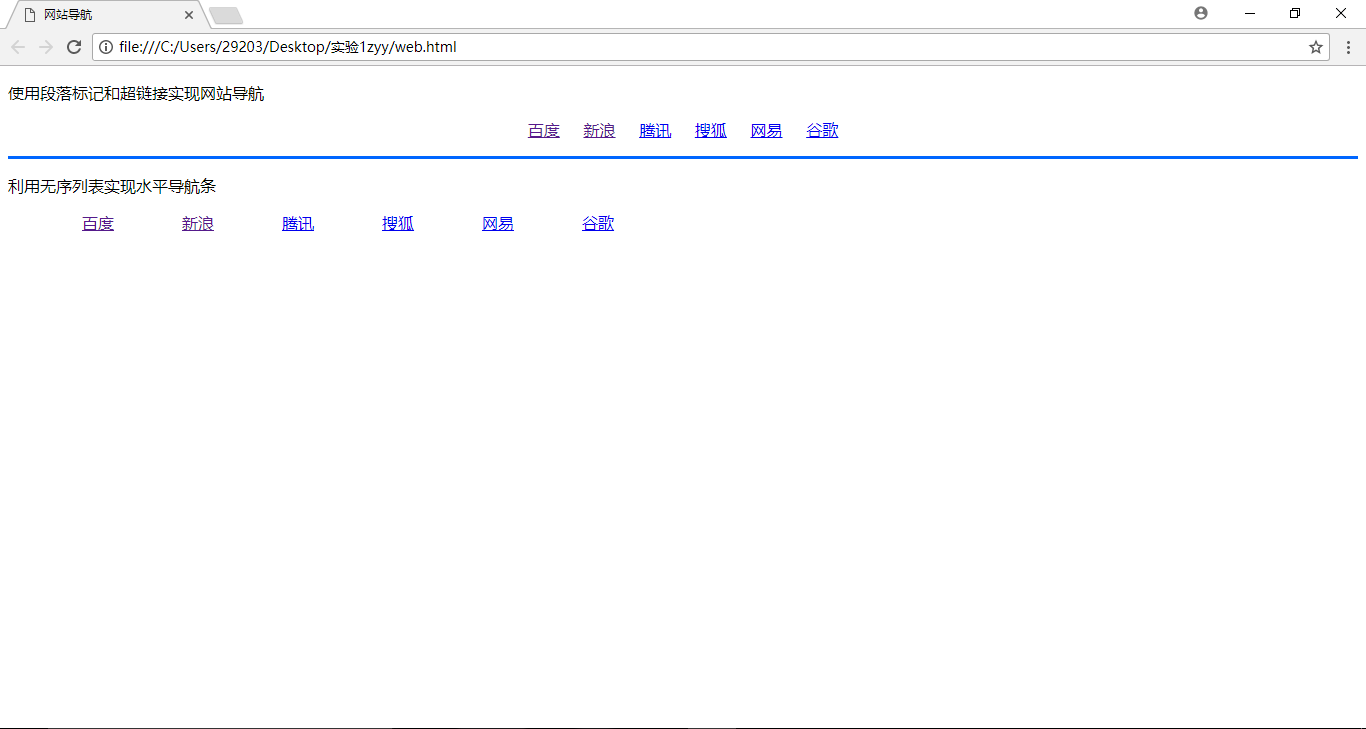 网站导航
file:///C:/Users/29203/Desktop/实验1zyy/web.html
使用段落标记和超链接实现网站导航
百度 新浪 腾讯 搜狐 网易 谷歌
利用无序列表实现水平导航条
百度 新浪 腾讯 搜狐 网易 谷歌